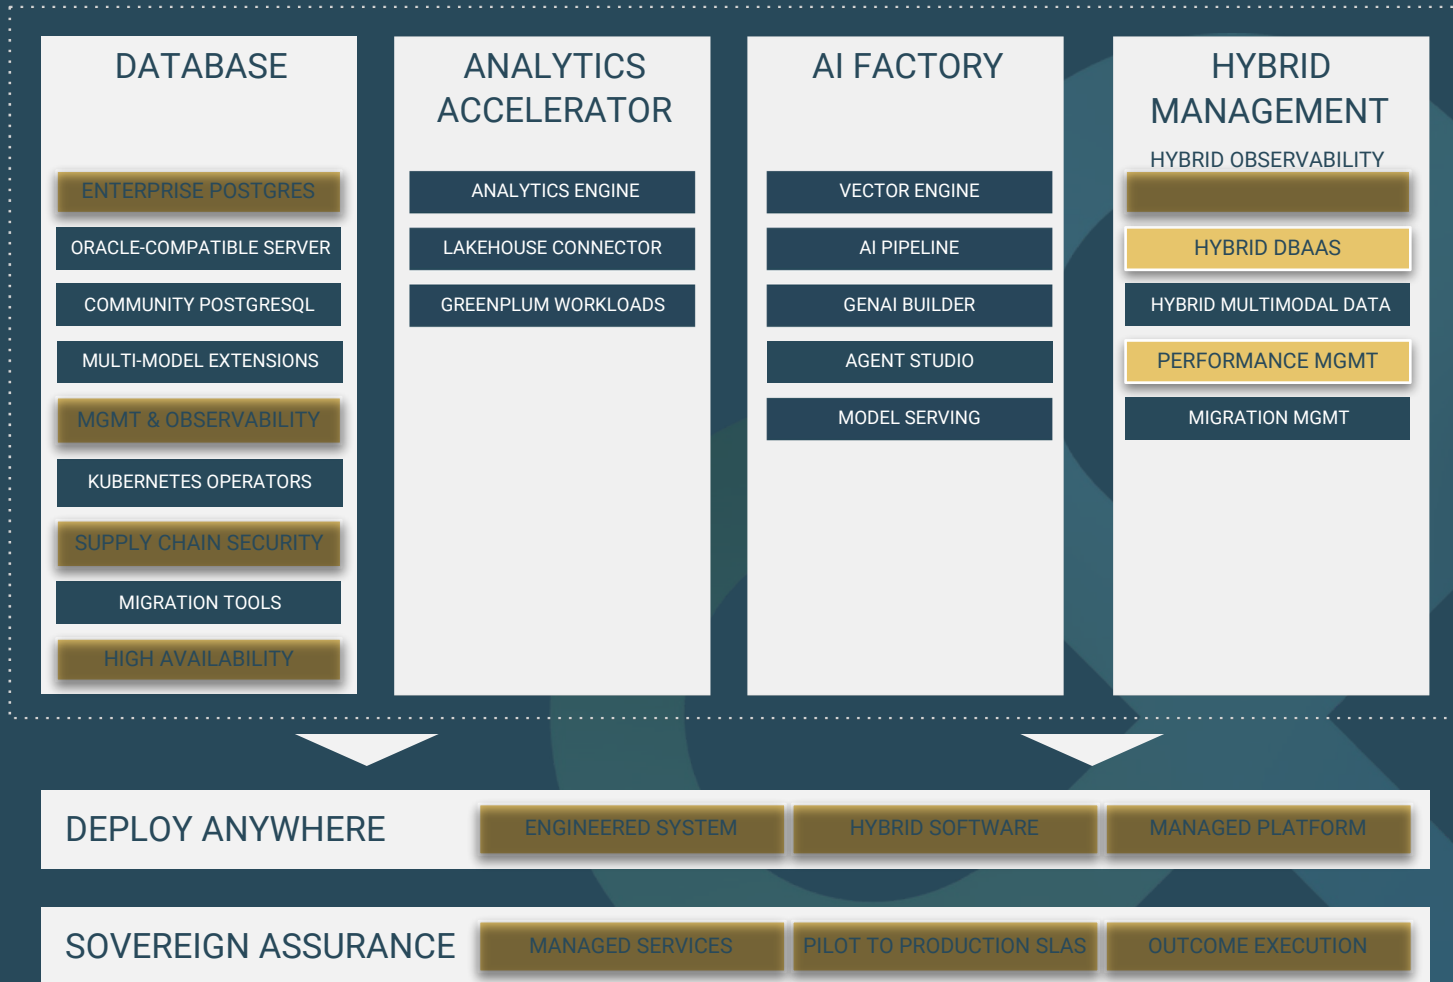 DATABASE
ENTERPRISE POSTGRES
ORACLE-COMPATIBLE SERVER
COMMUNITY POSTGRESQL
MULTI-MODEL EXTENSIONS
MGMT & OBSERVABILITY
KUBERNETES OPERATORS
SUPPLY CHAIN SECURITY
MIGRATION TOOLS
HIGH AVAILABILITY
ANALYTICS
ACCELERATOR
ANALYTICS ENGINE
LAKEHOUSE CONNECTOR
GREENPLUM WORKLOADS
AI FACTORY
VECTOR ENGINE
AI PIPELINE
GENAI BUILDER
AGENT STUDIO
MODEL SERVING
HYBRID
MANAGEMENT
HYBRID OBSERVABILITY
HYBRID DBAAS
HYBRID MULTIMODAL DATA
PERFORMANCE MGMT
MIGRATION MGMT
DEPLOY ANYWHERE
ENGINEERED SYSTEM
HYBRID SOFTWARE
MANAGED PLATFORM
SOVEREIGN ASSURANCE
MANAGED SERVICES
PILOT TO PRODUCTION SLAS
OUTCOME EXECUTION